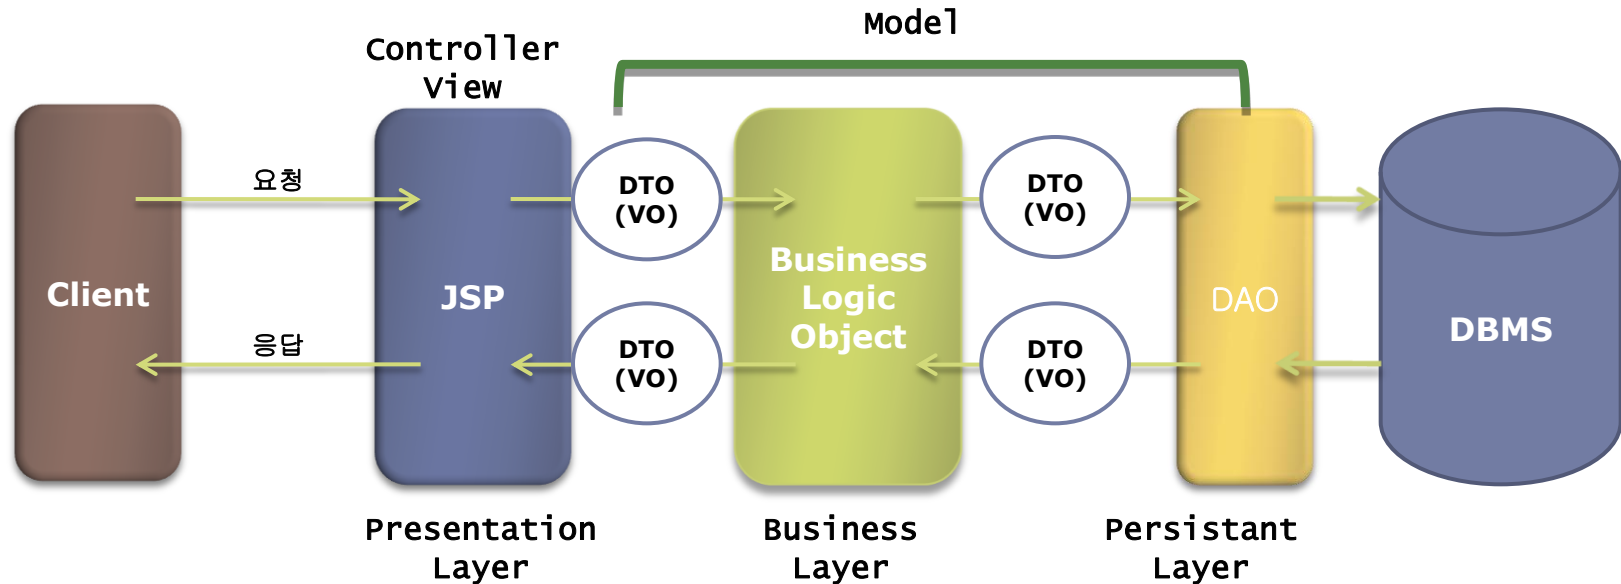 Model
Controller
View
요청
DTO
(VO)
DTO
(VO)
Client
JSP
Business
Logic
Object
DAO
DBMS
응답
DTO
(VO)
DTO
(VO)
Presentation
Layer
Business
Layer
Persistant
Layer